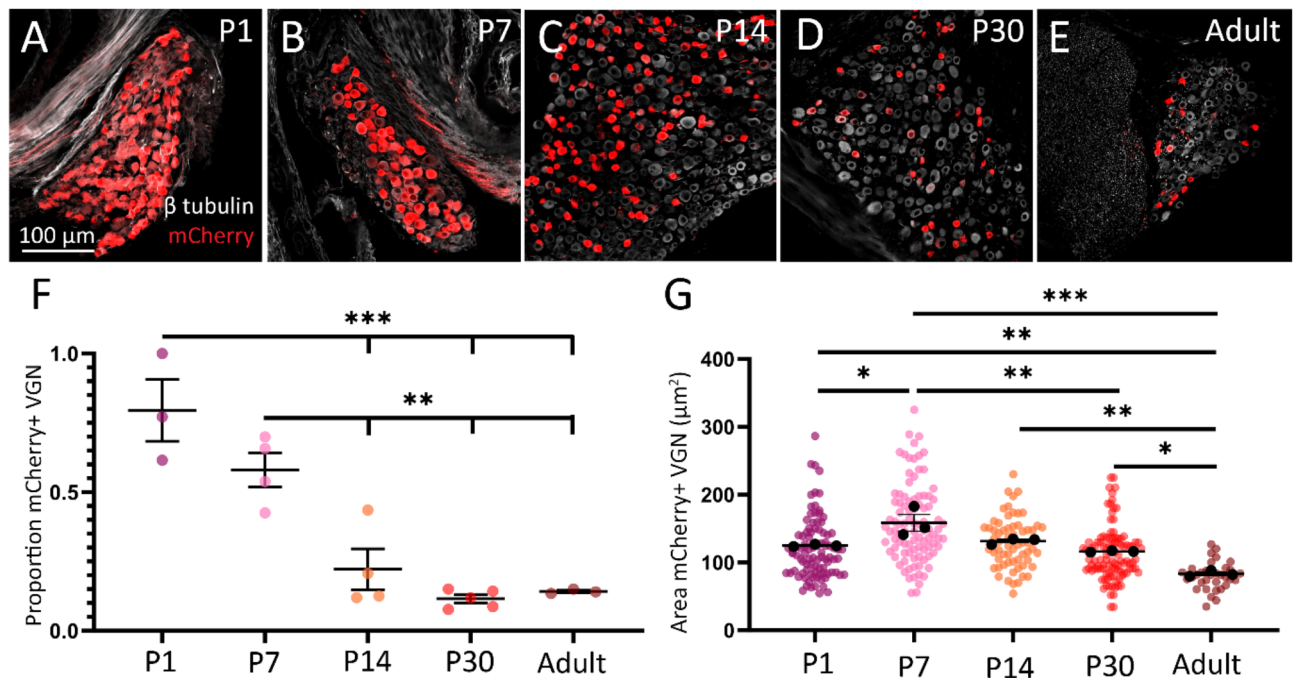 A P1
B P7
C P14
D P30
E Adult
β tubulin
mCherry
100 µm
F
Proportion mCherry+ VGN
1.0
0.5
0.0
***
**
P1 P7 P14 P30 Adult
G
Area mCherry+ VGN (µm²)
400
300
200
100
0
***
**
* **
**
*
P1 P7 P14 P30 Adult